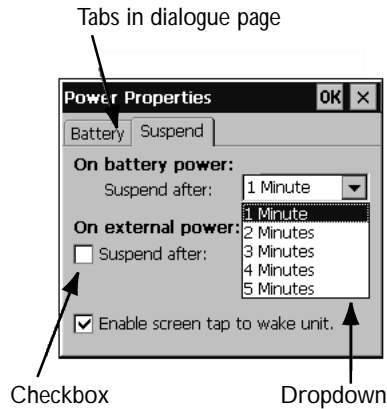 Tabs in dialogue page
Power Properties OK ×
Battery Suspend
On battery power:
Suspend after: 1 Minute
1 Minute
On external power: 2 Minutes
Suspend after: 3 Minutes
4 Minutes
5 Minutes
Enable screen tap to wake unit.
Checkbox Dropdown